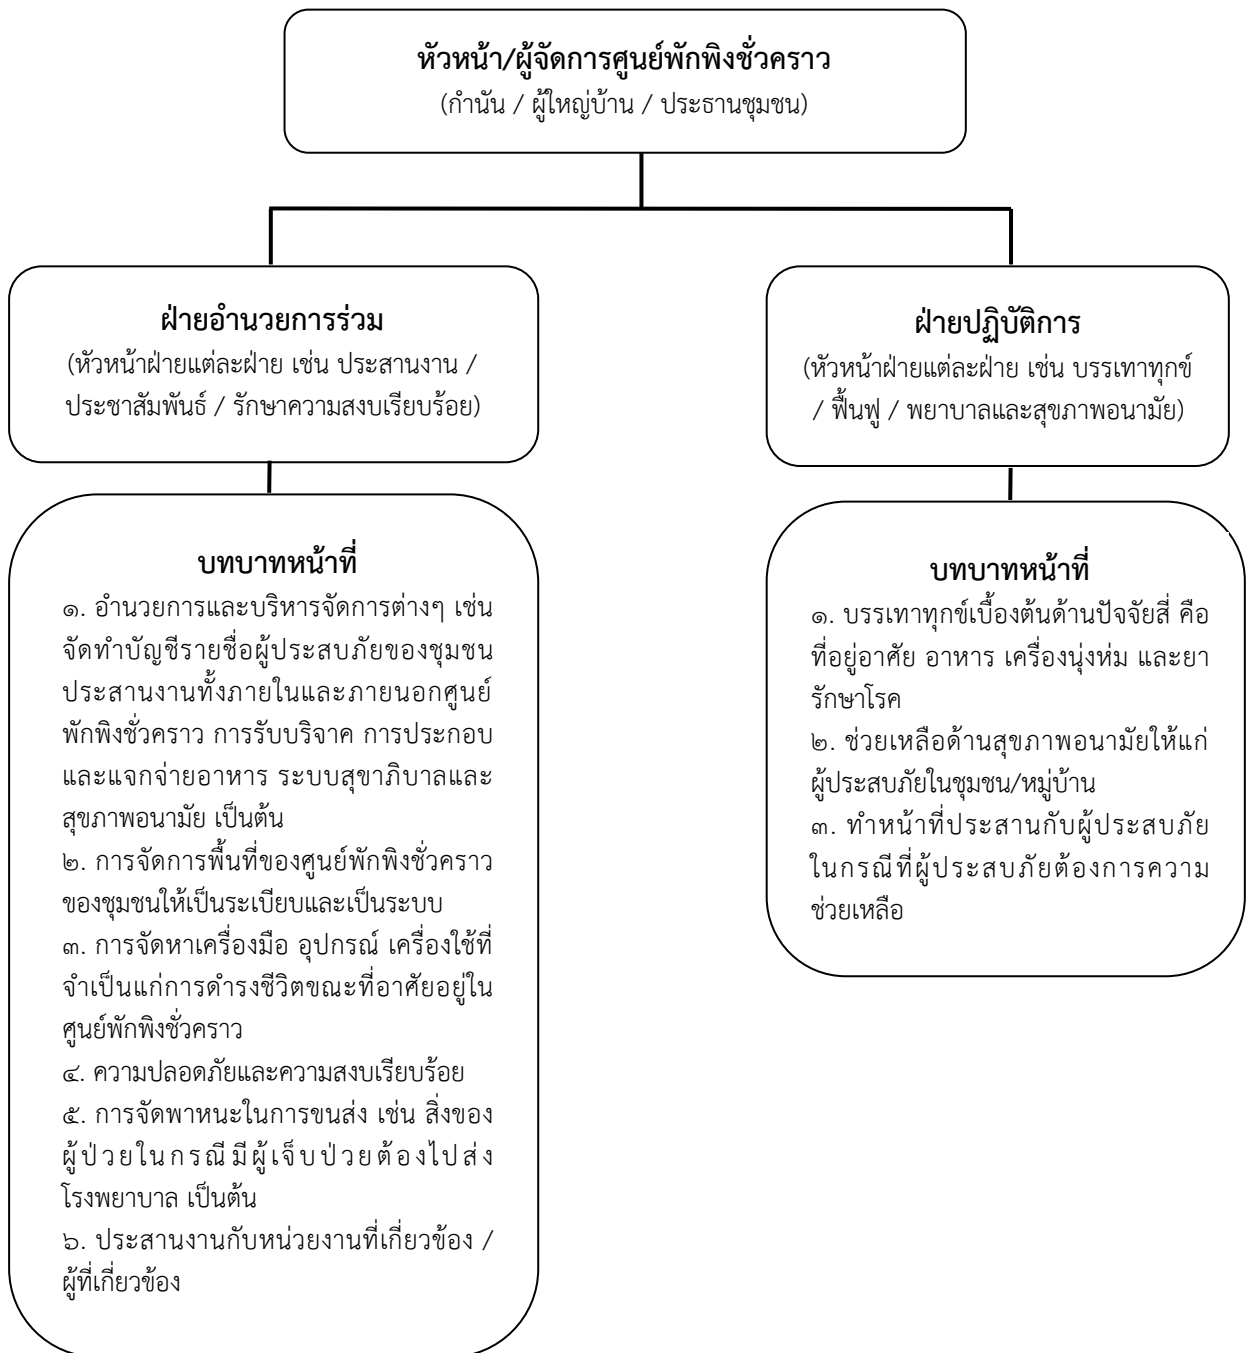 หัวหน้า/ผู้จัดการศูนย์พักพิงชั่วคราว
(กำนัน / ผู้ใหญ่บ้าน / ประธานชุมชน)
ฝ่ายอำนวยการร่วม
(หัวหน้าฝ่ายแต่ละฝ่าย เช่น ประสานงาน /
ประชาสัมพันธ์ / รักษาความสงบเรียบร้อย)
บทบาทหน้าที่
๑. อำนวยการและบริหารจัดการต่างๆ เช่น
จัดทำบัญชีรายชื่อผู้ประสบภัยของชุมชน
ประสานงานทั้งภายในและภายนอกศูนย์
พักพิงชั่วคราว การรับบริจาค การประกอบ
และแจกจ่ายอาหาร ระบบสุขาภิบาลและ
สุขภาพอนามัย เป็นต้น
๒. การจัดการพื้นที่ของศูนย์พักพิงชั่วคราว
ของชุมชนให้เป็นระเบียบและเป็นระบบ
๓. การจัดหาเครื่องมือ อุปกรณ์ เครื่องใช้ที่
จำเป็นแก่การดำรงชีวิตขณะที่อาศัยอยู่ใน
ศูนย์พักพิงชั่วคราว
๔. ความปลอดภัยและความสงบเรียบร้อย
๕. การจัดพาหนะในการขนส่ง เช่น สิ่งของ
ผู้ป่วยในกรณีมีผู้เจ็บป่วยต้องไปส่ง
โรงพยาบาล เป็นต้น
๖. ประสานงานกับหน่วยงานที่เกี่ยวข้อง /
ผู้ที่เกี่ยวข้อง
ฝ่ายปฏิบัติการ
(หัวหน้าฝ่ายแต่ละฝ่าย เช่น บรรเทาทุกข์
/ ฟื้นฟู / พยาบาลและสุขภาพอนามัย)
บทบาทหน้าที่
๑. บรรเทาทุกข์เบื้องต้นด้านปัจจัยสี่ คือ
ที่อยู่อาศัย อาหาร เครื่องนุ่งห่ม และยา
รักษาโรค
๒. ช่วยเหลือด้านสุขภาพอนามัยให้แก่
ผู้ประสบภัยในชุมชน/หมู่บ้าน
๓. ทำหน้าที่ประสานกับผู้ประสบภัย
ในกรณีที่ผู้ประสบภัยต้องการความ
ช่วยเหลือ